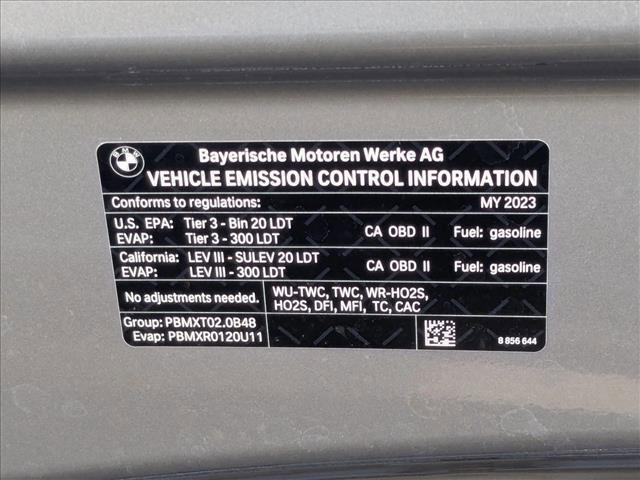 BMW
Bayerische Motoren Werke AG
VEHICLE EMISSION CONTROL INFORMATION
Conforms to regulations: MY 2023
U.S. EPA: Tier 3 - Bin 20 LDT CA OBD II Fuel: gasoline
EVAP: Tier 3 - 300 LDT
California: LEV III - SULEV 20 LDT CA OBD II Fuel: gasoline
EVAP: LEV III - 300 LDT
No adjustments needed. WU-TWC, TWC, WR-HO2S,
HO2S, DFI, MFI, TC, CAC
Group: PBMXT02.0B48
Evap: PBMXR0120U11 8 856 644